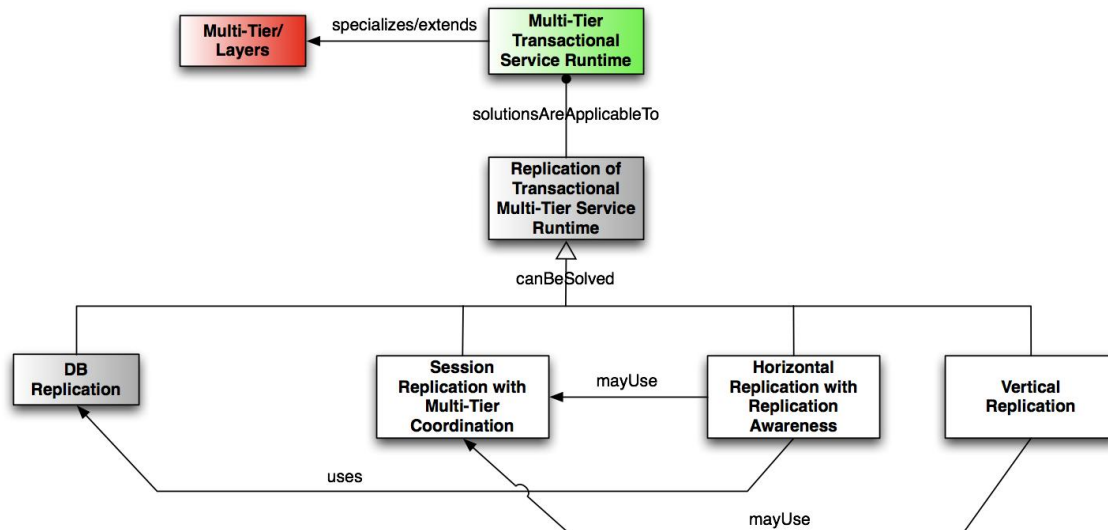 Multi-Tier/
Layers
specializes/extends
Multi-Tier
Transactional
Service Runtime
solutionsAreApplicableTo
Replication of
Transactional
Multi-Tier Service
Runtime
canBeSolved
DB
Replication
Session
Replication with
Multi-Tier
Coordination
mayUse
Horizontal
Replication with
Replication
Awareness
Vertical
Replication
uses
mayUse